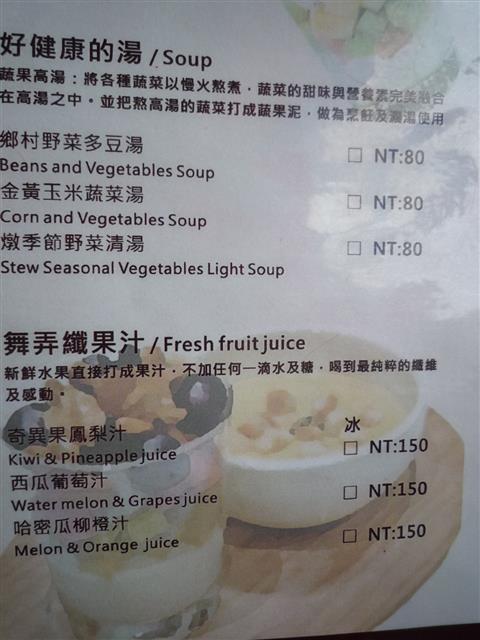 好健康的湯 / Soup
蔬果高湯：將各種蔬菜以慢火熬煮，蔬菜的甜味與營養素完美融合
在高湯之中。並把熬高湯的蔬菜打成蔬果泥，做為烹飪及濃湯使用
鄉村野菜多豆湯
Beans and Vegetables Soup
□ NT:80
金黃玉米蔬菜湯
Corn and Vegetables Soup
□ NT:80
燉季節野菜清湯
Stew Seasonal Vegetables Light Soup
□ NT:80
舞弄纖果汁 / Fresh fruit juice
新鮮水果直接打成果汁，不加任何一滴水及糖，喝到最純粹的纖維
及感動。
冰
奇異果鳳梨汁
Kiwi & Pineapple juice
□ NT:150
西瓜葡萄汁
Water melon & Grapes juice
□ NT:150
哈密瓜柳橙汁
Melon & Orange juice
□ NT:150